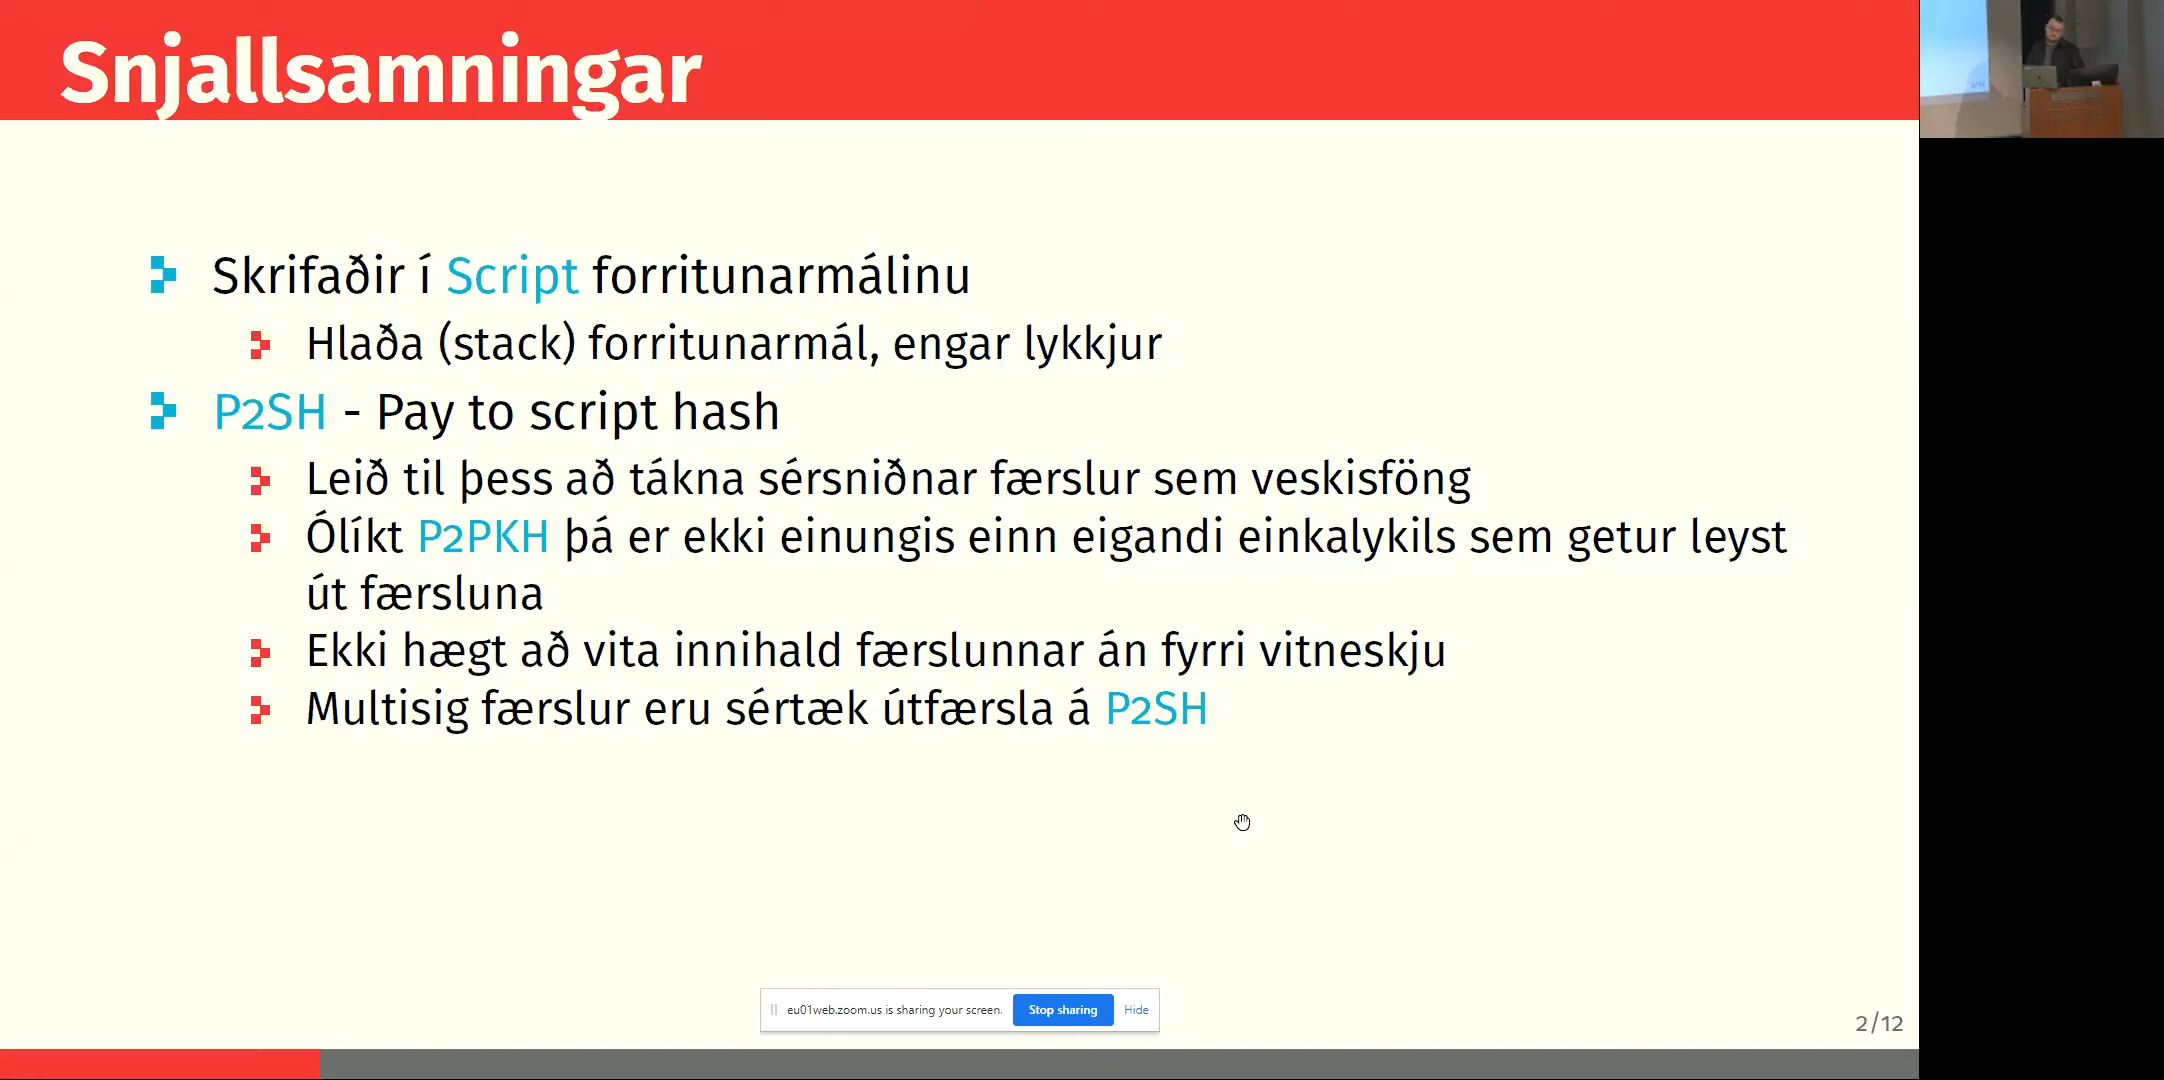 Snjallsamningar
Skrifaðir í Script forritunarmálinu
Hlaða (stack) forritunarmál, engar lykkjur
P2SH - Pay to script hash
Leið til þess að tákna sérsniðnar færslur sem veskisföng
Ólíkt P2PKH þá er ekki einungis einn eigandi einkalykils sem getur leyst
út færsluna
Ekki hægt að vita innihald færslunnar án fyrri vitneskju
Multisig færslur eru sértæk útfærsla á P2SH
eu01web.zoom.us is sharing your screen. Stop sharing Hide
2/12